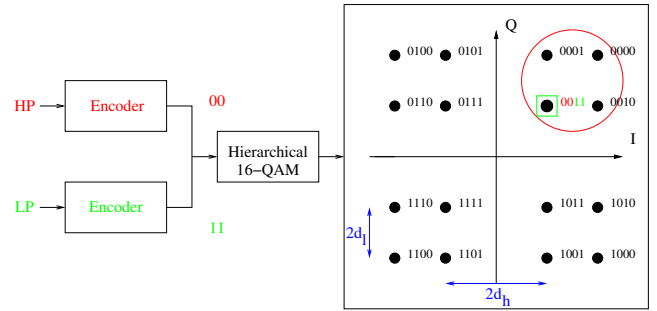 Q
0100 0101 0001 0000
HP Encoder 00
0110 0111 0011 0010
I
Hierarchical
16-QAM
LP Encoder 11
1110 1111 1011 1010
2d_l
1100 1101 1001 1000
2d_h